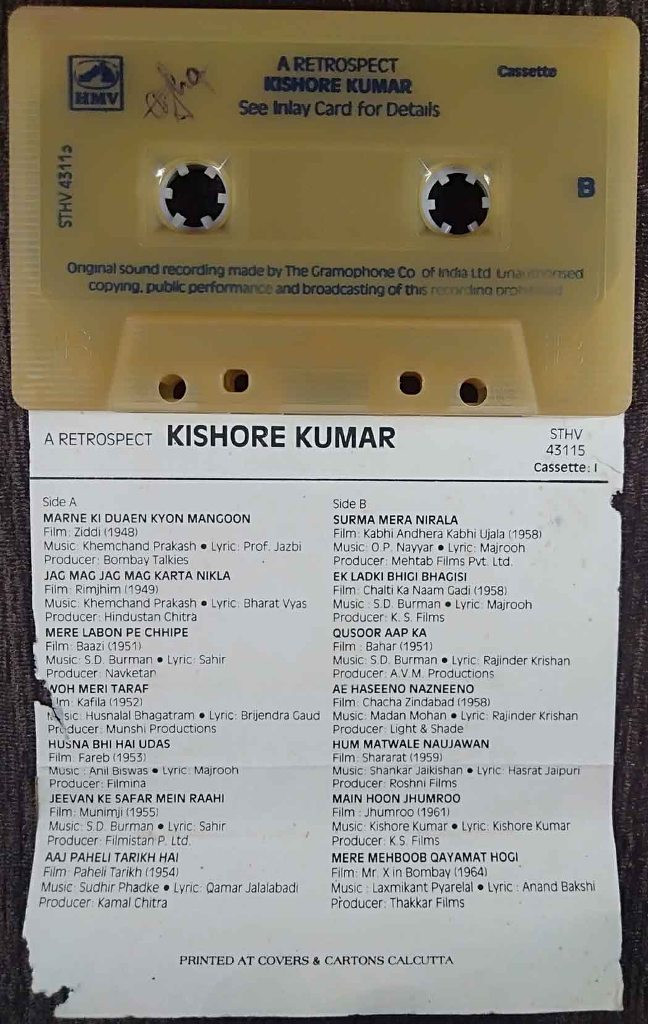 HMV
A RETROSPECT
KISHORE KUMAR
See Inlay Card for Details
Cassette
STHV 43115
B
Original sound recording made by The Gramophone Co of India Ltd Unauthorised
copying, public performance and broadcasting of this recording prohibited
A RETROSPECT KISHORE KUMAR
STHV
43115
Cassette: I
Side A
MARNE KI DUAEN KYON MANGOON
Film: Ziddi (1948)
Music: Khemchand Prakash ● Lyric: Prof. Jazbi
Producer: Bombay Talkies
JAG MAG JAG MAG KARTA NIKLA
Film: Rimjhim (1949)
Music: Khemchand Prakash ● Lyric: Bharat Vyas
Producer: Hindustan Chitra
MERE LABON PE CHHIPE
Film: Baazi (1951)
Music: S.D. Burman ● Lyric: Sahir
Producer: Navketan
WOH MERI TARAF
Film: Kafila (1952)
Music: Husnalal Bhagatram ● Lyric: Brijendra Gaud
Producer: Munshi Productions
HUSNA BHI HAI UDAS
Film: Fareb (1953)
Music: Anil Biswas ● Lyric: Majrooh
Producer: Filmina
JEEVAN KE SAFAR MEIN RAAHI
Film: Munimji (1955)
Music: S.D. Burman ● Lyric: Sahir
Producer: Filmistan P. Ltd.
AAJ PAHELI TARIKH HAI
Film: Paheli Tarikh (1954)
Music: Sudhir Phadke ● Lyric: Qamar Jalalabadi
Producer: Kamal Chitra
Side B
SURMA MERA NIRALA
Film: Kabhi Andhera Kabhi Ujala (1958)
Music: O.P. Nayyar ● Lyric: Majrooh
Producer: Mehtab Films Pvt. Ltd.
EK LADKI BHIGI BHAGISI
Film: Chalti Ka Naam Gadi (1958)
Music: S.D. Burman ● Lyric: Majrooh
Producer: K.S. Films
QUSOOR AAP KA
Film: Bahar (1951)
Music: S.D. Burman ● Lyric: Rajinder Krishan
Producer: A.V.M. Productions
AE HASEENO NAZNEENO
Film: Chacha Zindabad (1958)
Music: Madan Mohan ● Lyric: Rajinder Krishan
Producer: Light & Shade
HUM MATWALE NAUJAWAN
Film: Shararat (1959)
Music: Shankar Jaikishan ● Lyric: Hasrat Jaipuri
Producer: Roshni Films
MAIN HOON JHUMROO
Film: Jhumroo (1961)
Music: Kishore Kumar ● Lyric: Kishore Kumar
Producer: K.S. Films
MERE MEHBOOB QAYAMAT HOGI
Film: Mr. X in Bombay (1964)
Music: Laxmikant Pyarelal ● Lyric: Anand Bakshi
Producer: Thakkar Films
PRINTED AT COVERS & CARTONS CALCUTTA